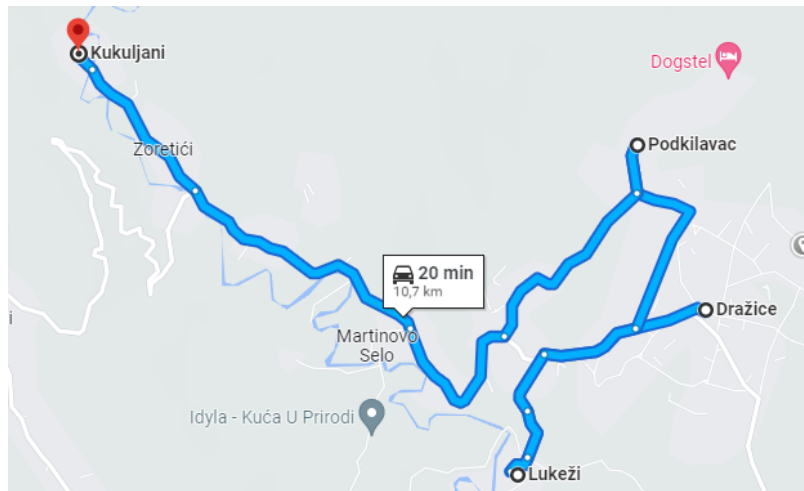 Kukuljani
Dogstel
Podkilavac
Zoretići
20 min
10,7 km
Dražice
i
Martinovo
Selo
Idyla - Kuća U Prirodi
Lukeži